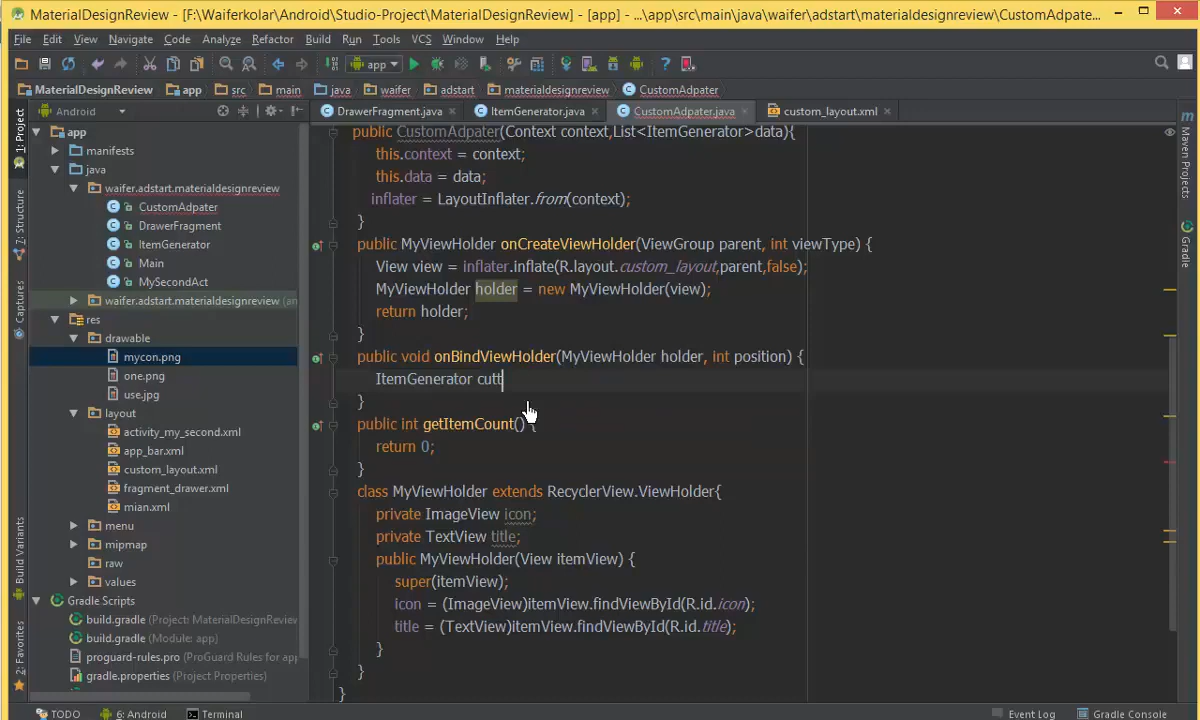 MaterialDesignReview - [F:\Waiferkolar\Android\Studio-Project\MaterialDesignReview] - [app] - ...\app\src\main\java\waifer\adstart\materialdesignreview\CustomAdpate...
File Edit View Navigate Code Analyze Refactor Build Run Tools VCS Window Help
app
MaterialDesignReview app src main java waifer adstart materialdesignreview CustomAdpater
Android
DrawerFragment.java ItemGenerator.java CustomAdpater.java custom_layout.xml
1: Project
7: Structure
Captures
Build Variants
2: Favorites
app
manifests
java
waifer.adstart.materialdesignreview
CustomAdpater
DrawerFragment
ItemGenerator
Main
MySecondAct
waifer.adstart.materialdesignreview (an
res
drawable
mycon.png
one.png
use.jpg
layout
activity_my_second.xml
app_bar.xml
custom_layout.xml
fragment_drawer.xml
mian.xml
menu
mipmap
raw
values
Gradle Scripts
build.gradle (Project: MaterialDesignReview
build.gradle (Module: app)
proguard-rules.pro (ProGuard Rules for app
gradle.properties (Project Properties)
public CustomAdpater(Context context,List<ItemGenerator>data){
this.context = context;
this.data = data;
inflater = LayoutInflater.from(context);
}
public MyViewHolder onCreateViewHolder(ViewGroup parent, int viewType) {
View view = inflater.inflate(R.layout.custom_layout,parent,false);
MyViewHolder holder = new MyViewHolder(view);
return holder;
}
public void onBindViewHolder(MyViewHolder holder, int position) {
ItemGenerator cutt
}
public int getItemCount() {
return 0;
}
class MyViewHolder extends RecyclerView.ViewHolder{
private ImageView icon;
private TextView title;
public MyViewHolder(View itemView) {
super(itemView);
icon = (ImageView)itemView.findViewById(R.id.icon);
title = (TextView)itemView.findViewById(R.id.title);
}
}
}
Maven Projects
Gradle
TODO 6: Android Terminal Event Log Gradle Console